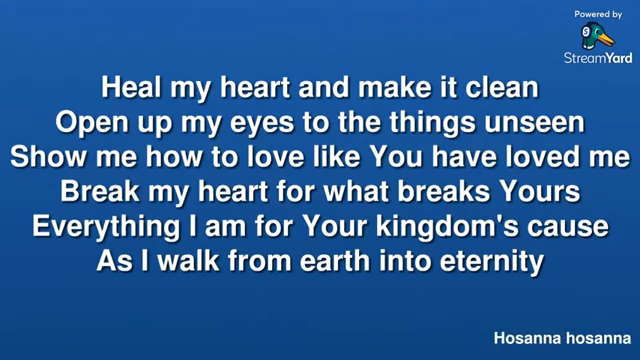 Powered by
StreamYard
Heal my heart and make it clean
Open up my eyes to the things unseen
Show me how to love like You have loved me
Break my heart for what breaks Yours
Everything I am for Your kingdom's cause
As I walk from earth into eternity
Hosanna hosanna